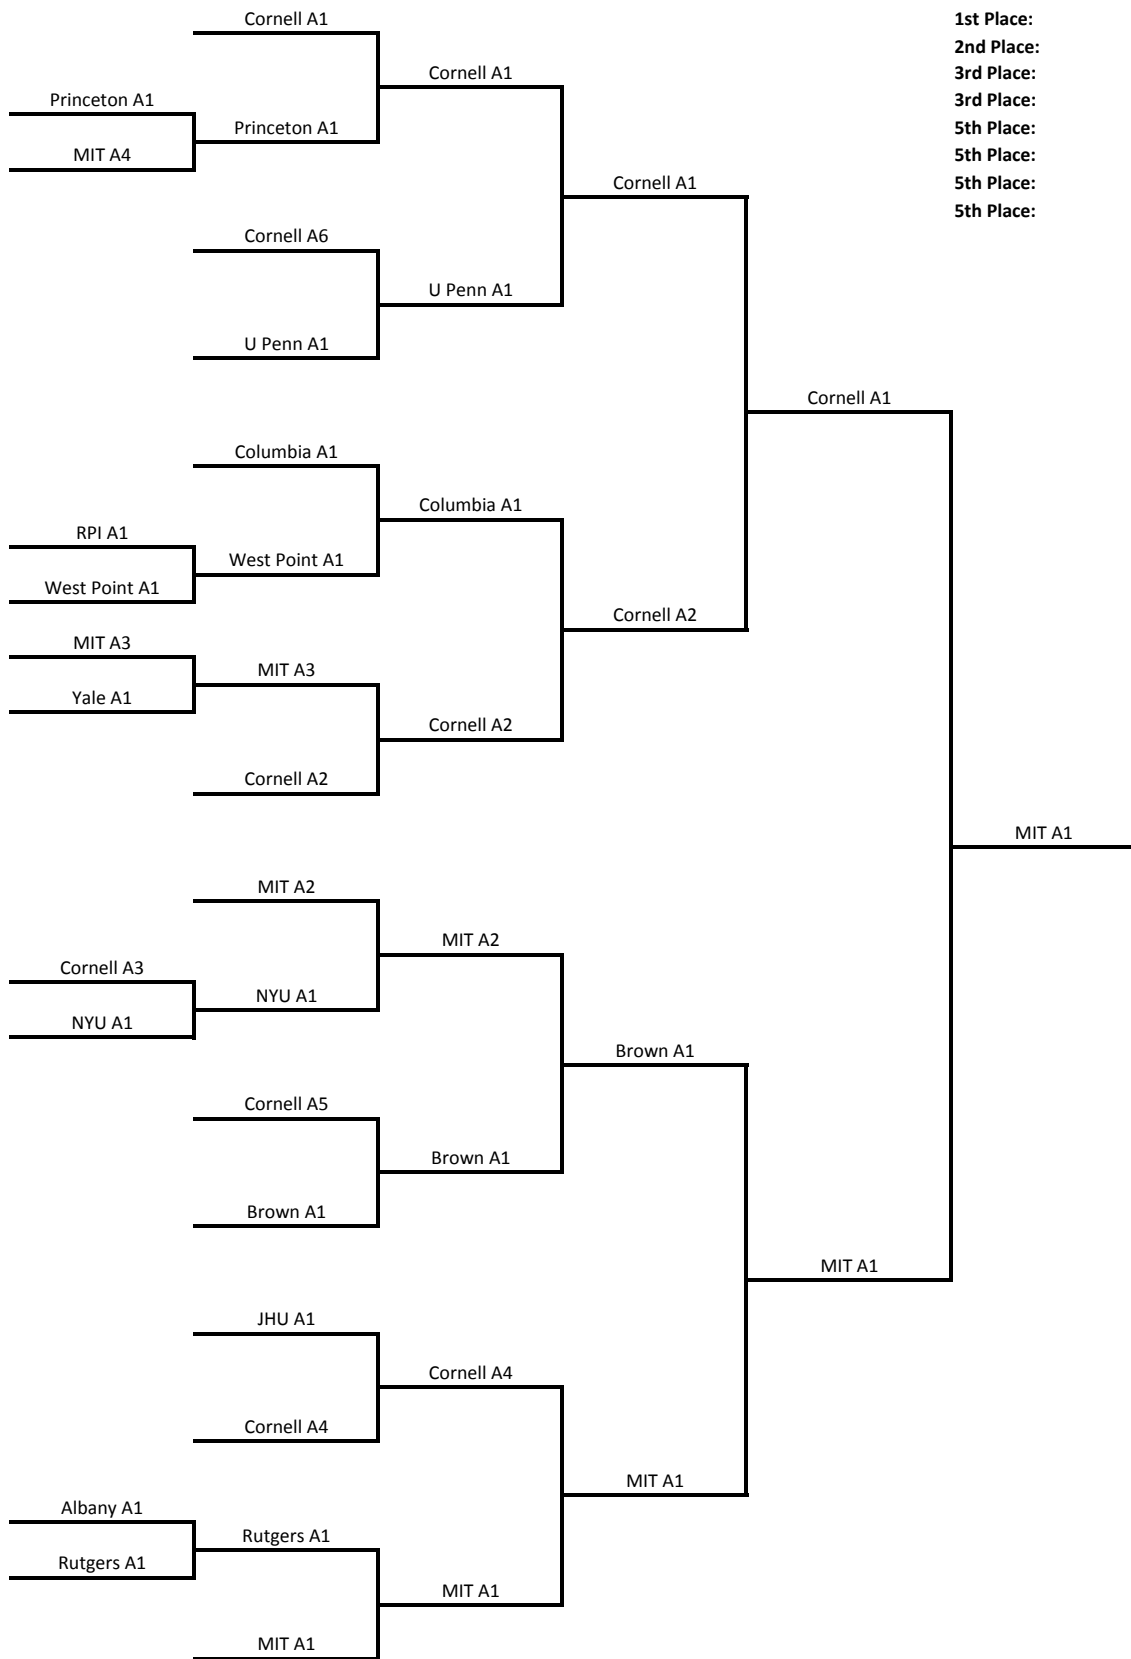 Cornell A1
1st Place:
2nd Place:
3rd Place:
3rd Place:
5th Place:
5th Place:
5th Place:
5th Place:
Cornell A1
Princeton A1
Princeton A1
MIT A4
Cornell A1
Cornell A6
U Penn A1
U Penn A1
Cornell A1
Columbia A1
Columbia A1
RPI A1
West Point A1
West Point A1
Cornell A2
MIT A3
MIT A3
Yale A1
Cornell A2
Cornell A2
MIT A1
MIT A2
MIT A2
Cornell A3
NYU A1
NYU A1
Brown A1
Cornell A5
Brown A1
Brown A1
MIT A1
JHU A1
Cornell A4
Cornell A4
MIT A1
Albany A1
Rutgers A1
Rutgers A1
MIT A1
MIT A1